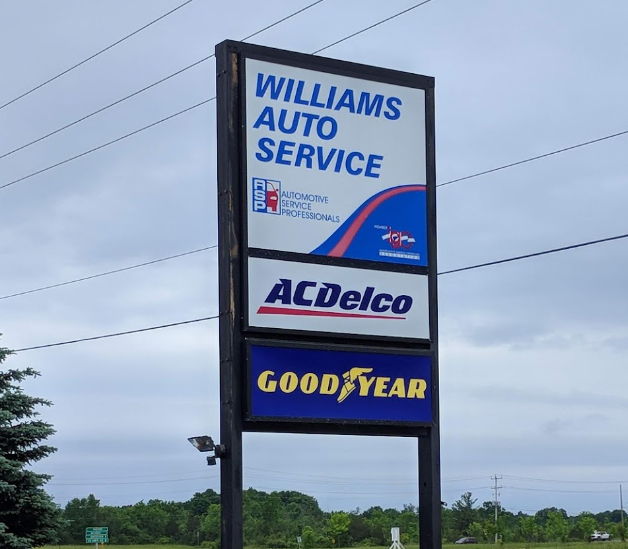 WILLIAMS
AUTO
SERVICE
ASP
AUTOMOTIVE
SERVICE
PROFESSIONALS
ACDelco
GOODYEAR